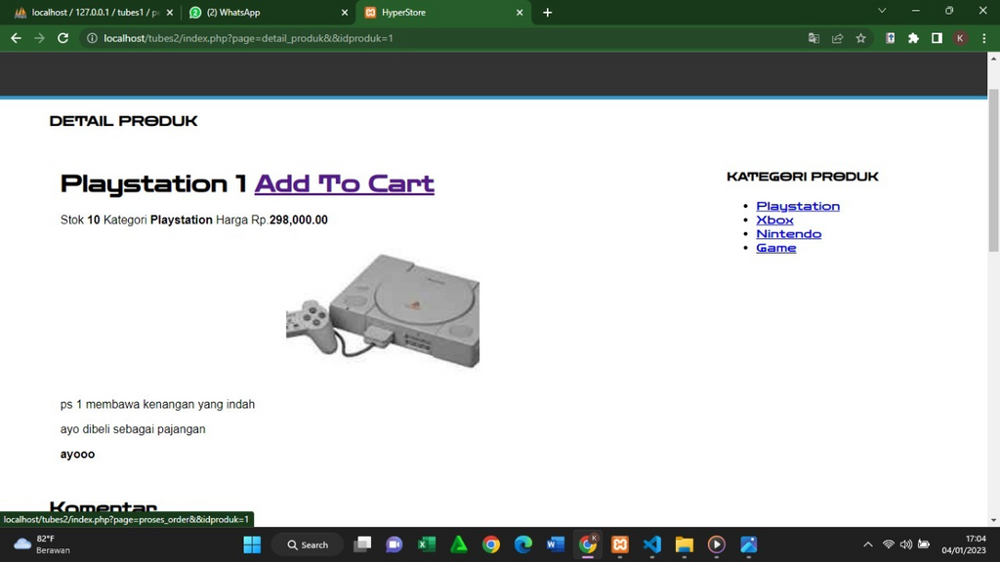 localhost / 127.0.0.1 / tubes1 / pe
(2) WhatsApp
HyperStore
localhost/tubes2/index.php?page=detail_produk&&idproduk=1
K
DETAIL PRODUK
Playstation 1 Add To Cart
Stok 10 Kategori Playstation Harga Rp.298,000.00
KATEGORI PRODUK
Playstation
Xbox
Nintendo
Game
ps 1 membawa kenangan yang indah
ayo dibeli sebagai pajangan
ayooo
Komentar
localhost/tubes2/index.php?page=proses_order&&idproduk=1
82°F
Berawan
Search
17:04
04/01/2023